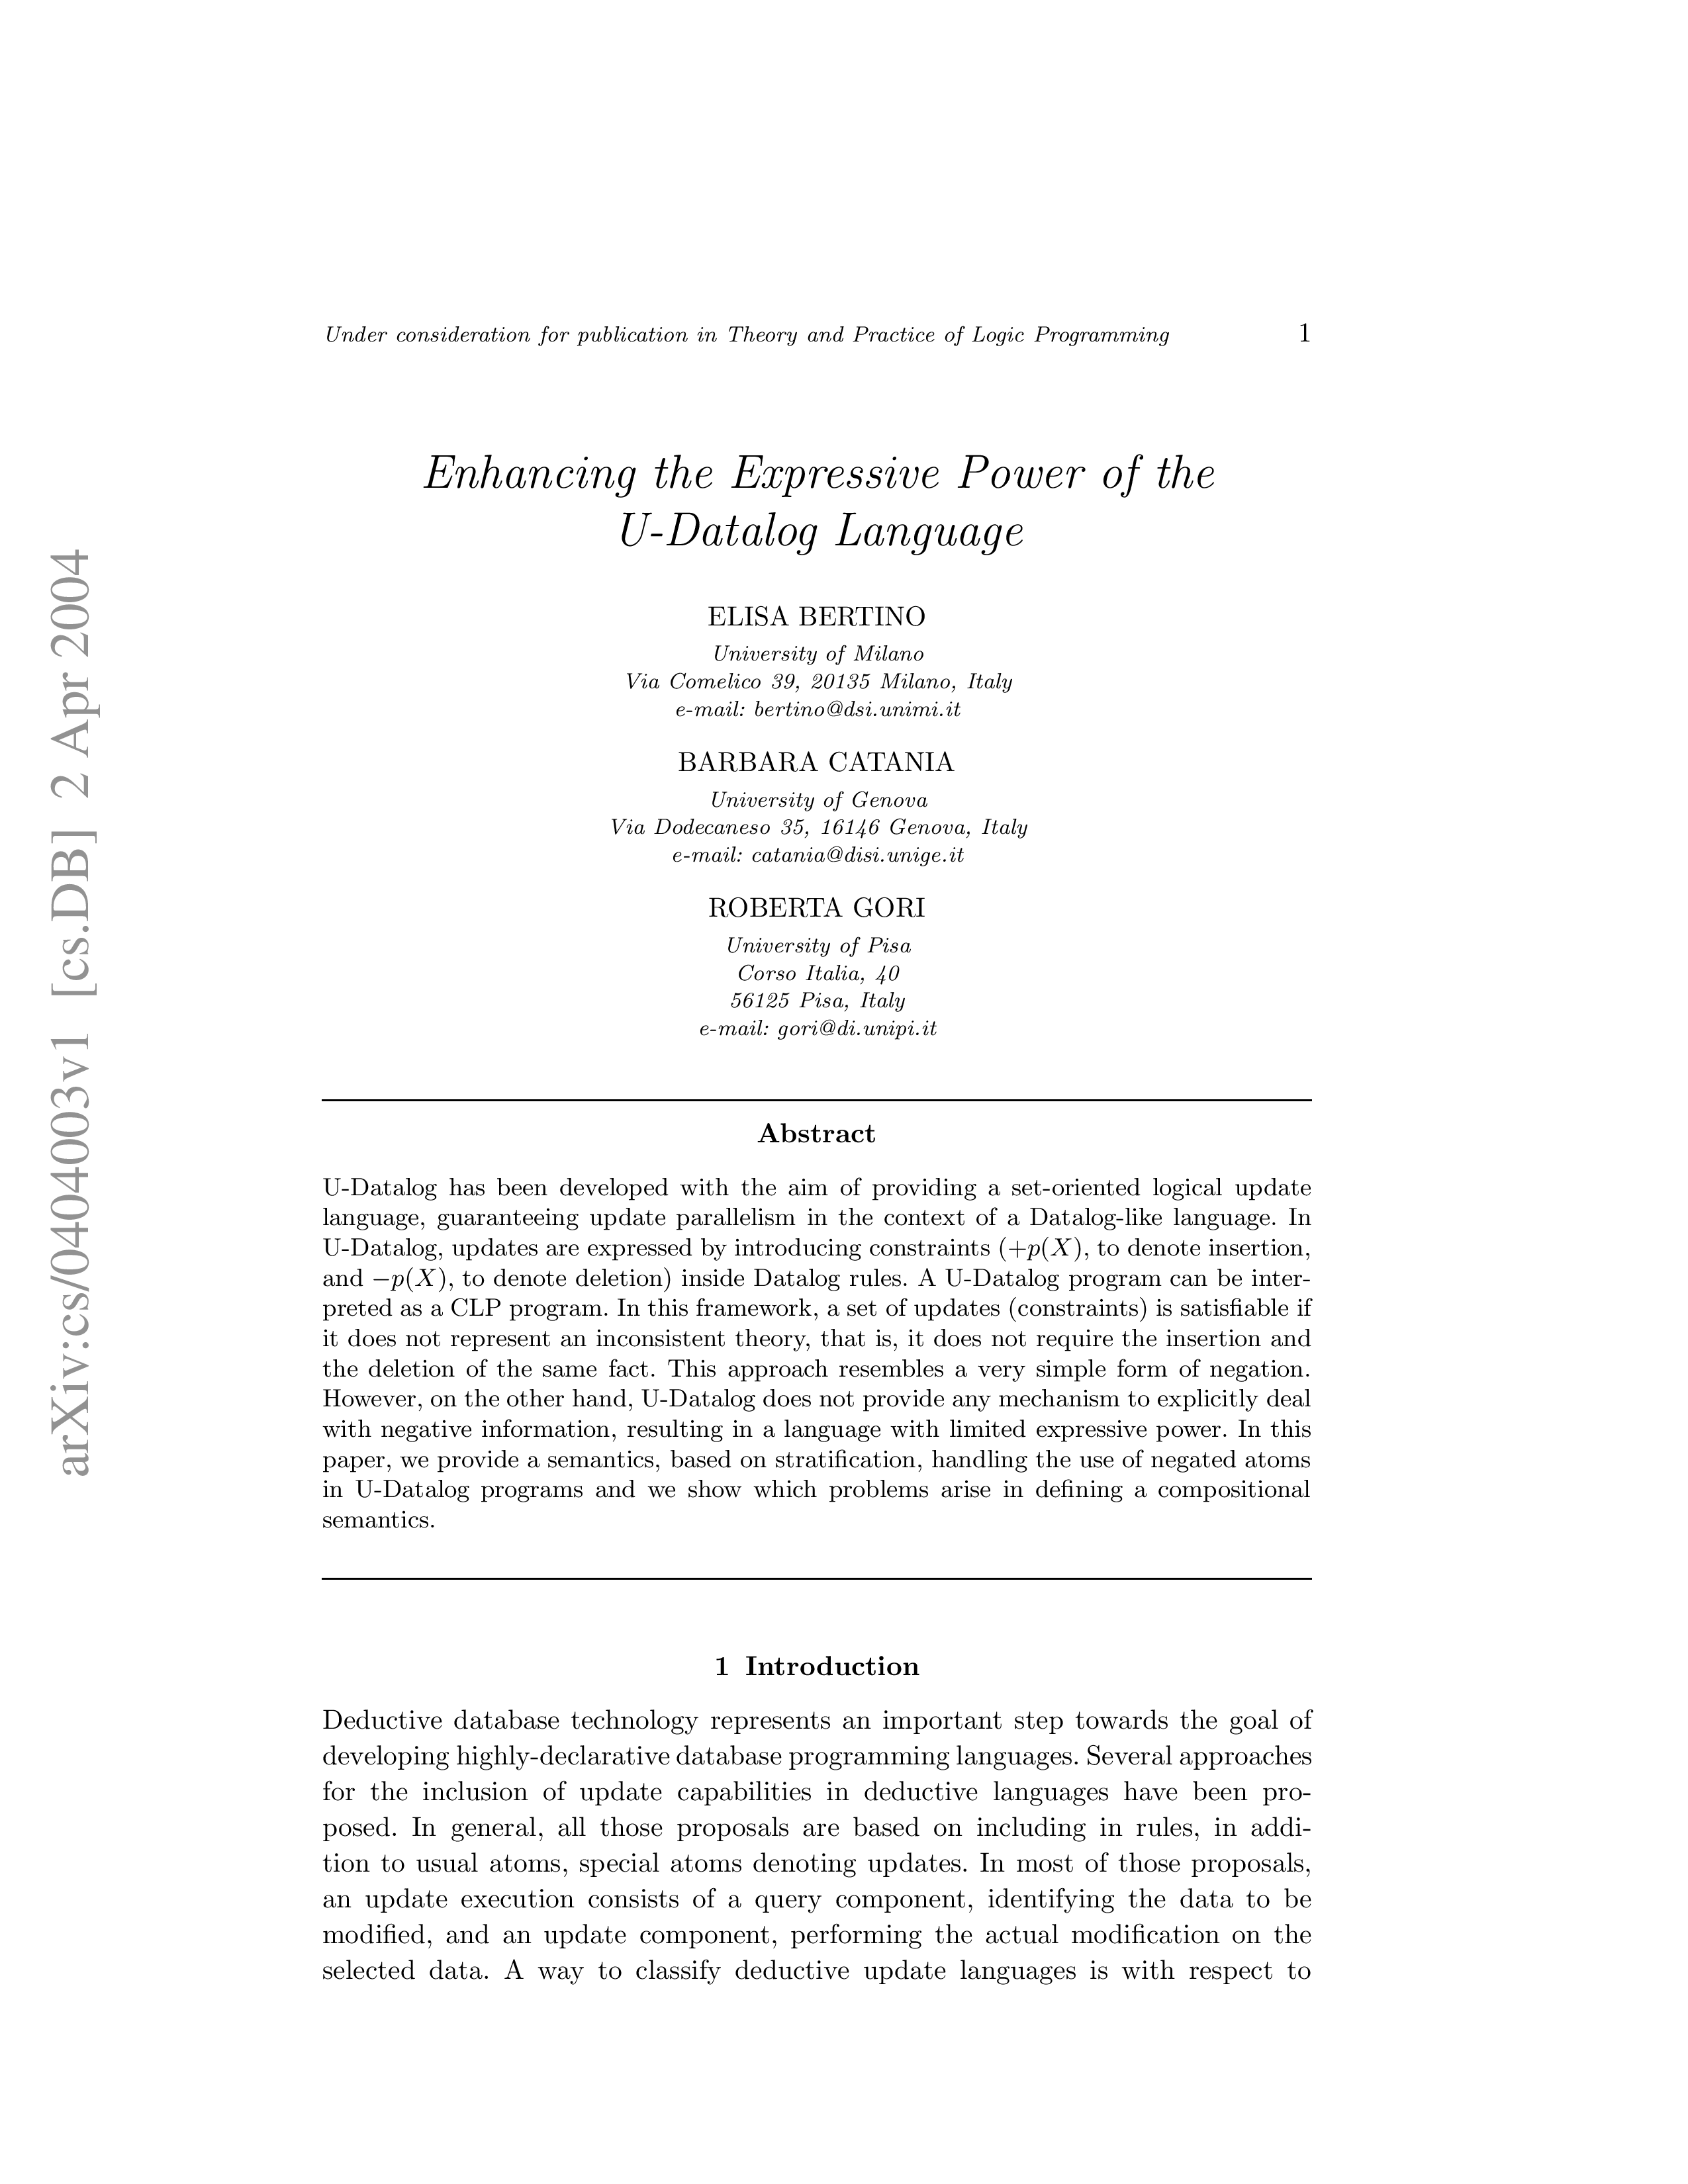 Under consideration for publication in Theory and Practice of Logic Programming 1
Enhancing the Expressive Power of the
U-Datalog Language
ELISA BERTINO
University of Milano
Via Comelico 39, 20135 Milano, Italy
e-mail: bertino@dsi.unimi.it
BARBARA CATANIA
University of Genova
Via Dodecaneso 35, 16146 Genova, Italy
e-mail: catania@disi.unige.it
ROBERTA GORI
University of Pisa
Corso Italia, 40
56125 Pisa, Italy
e-mail: gori@di.unipi.it
Abstract
U-Datalog has been developed with the aim of providing a set-oriented logical update
language, guaranteeing update parallelism in the context of a Datalog-like language. In
U-Datalog, updates are expressed by introducing constraints (+p(X), to denote insertion,
and −p(X), to denote deletion) inside Datalog rules. A U-Datalog program can be inter-
preted as a CLP program. In this framework, a set of updates (constraints) is satisfiable if
it does not represent an inconsistent theory, that is, it does not require the insertion and
the deletion of the same fact. This approach resembles a very simple form of negation.
However, on the other hand, U-Datalog does not provide any mechanism to explicitly deal
with negative information, resulting in a language with limited expressive power. In this
paper, we provide a semantics, based on stratification, handling the use of negated atoms
in U-Datalog programs and we show which problems arise in defining a compositional
semantics.
1 Introduction
Deductive database technology represents an important step towards the goal of
developing highly-declarative database programming languages. Several approaches
for the inclusion of update capabilities in deductive languages have been pro-
posed. In general, all those proposals are based on including in rules, in addi-
tion to usual atoms, special atoms denoting updates. In most of those proposals,
an update execution consists of a query component, identifying the data to be
modified, and an update component, performing the actual modification on the
selected data. A way to classify deductive update languages is with respect to
arXiv:cs/0404003v1 [cs.DB] 2 Apr 2004